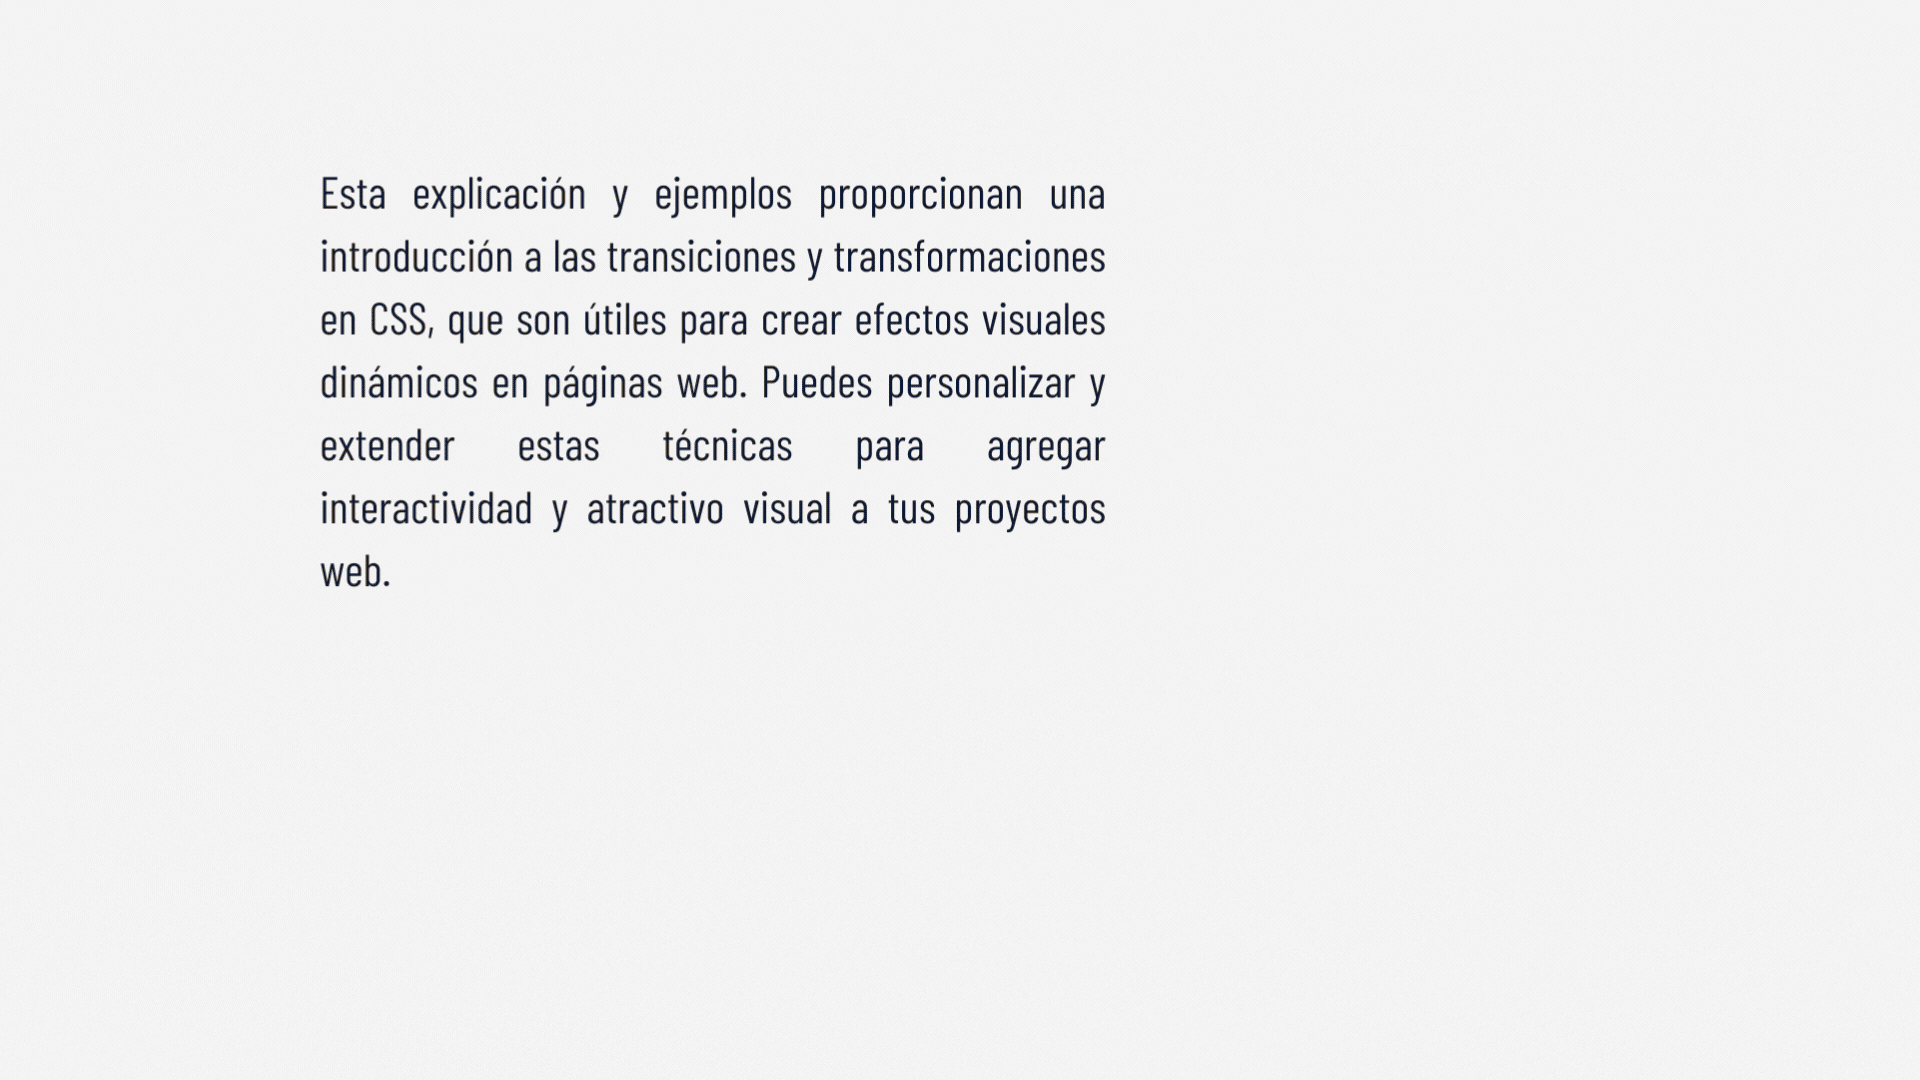 Esta explicación y ejemplos proporcionan una
introducción a las transiciones y transformaciones
en CSS, que son útiles para crear efectos visuales
dinámicos en páginas web. Puedes personalizar y
extender estas técnicas para agregar
interactividad y atractivo visual a tus proyectos
web.